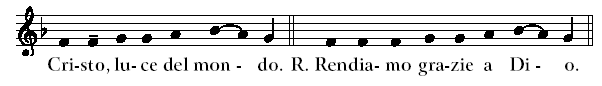 Cri-sto, lu-ce del mon - do. R. Rendia-mo gra-zie a Di - o.